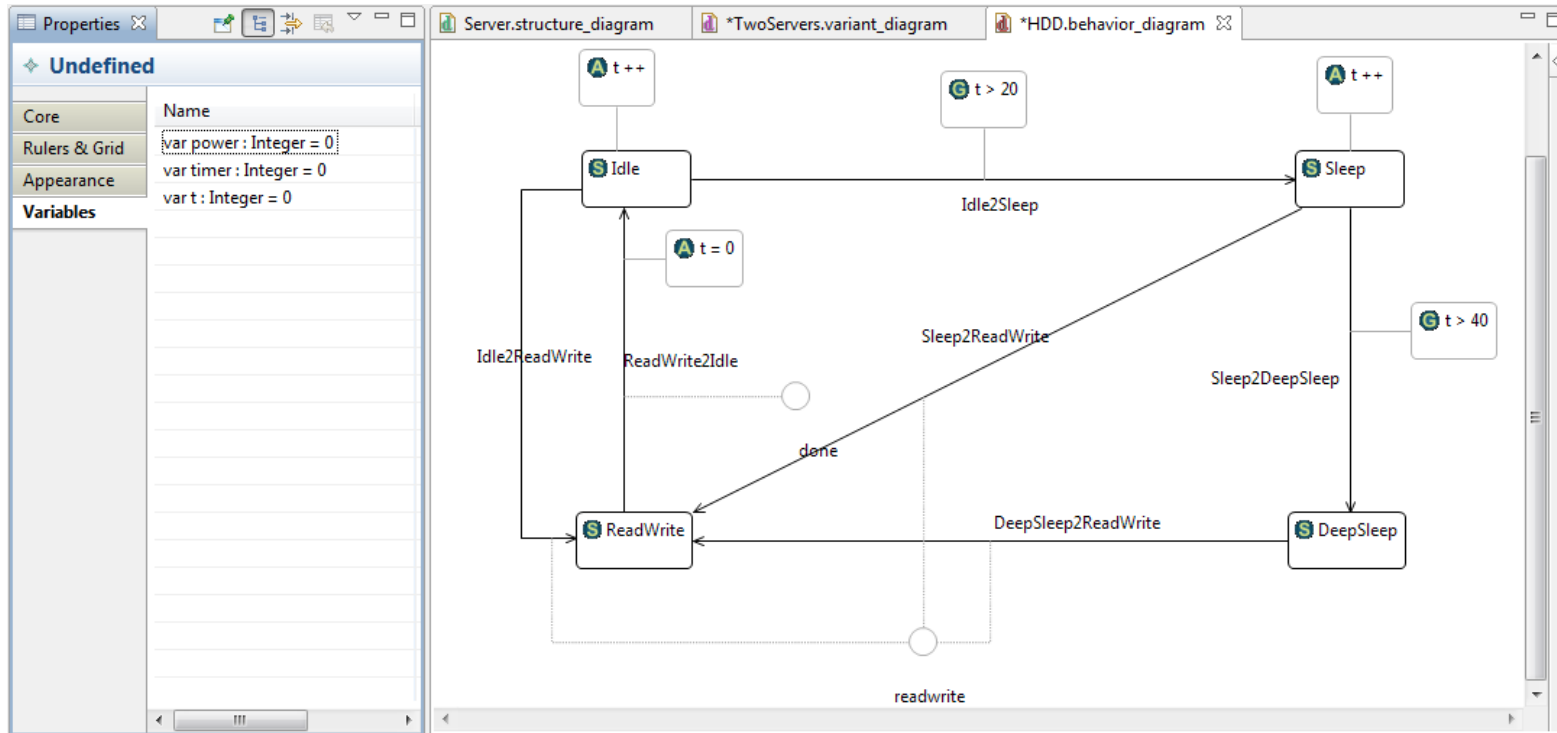 Properties
Undefined
Core
Rulers & Grid
Appearance
Variables
Name
var power : Integer = 0
var timer : Integer = 0
var t : Integer = 0
Server.structure_diagram
*TwoServers.variant_diagram
*HDD.behavior_diagram
A t ++
G t > 20
A t ++
S Idle
S Sleep
Idle2Sleep
A t = 0
G t > 40
Sleep2ReadWrite
Idle2ReadWrite
ReadWrite2Idle
Sleep2DeepSleep
done
S ReadWrite
DeepSleep2ReadWrite
S DeepSleep
readwrite